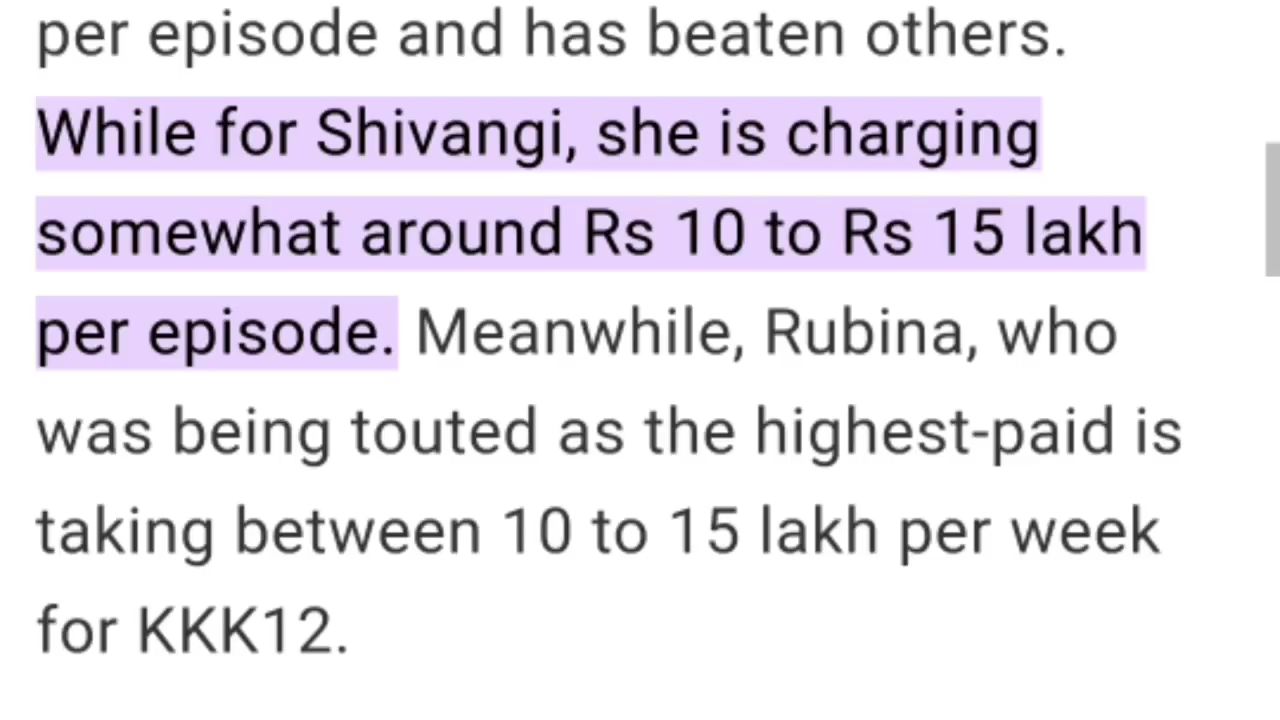 per episode and has beaten others.
While for Shivangi, she is charging
somewhat around Rs 10 to Rs 15 lakh
per episode. Meanwhile, Rubina, who
was being touted as the highest-paid is
taking between 10 to 15 lakh per week
for KKK12.